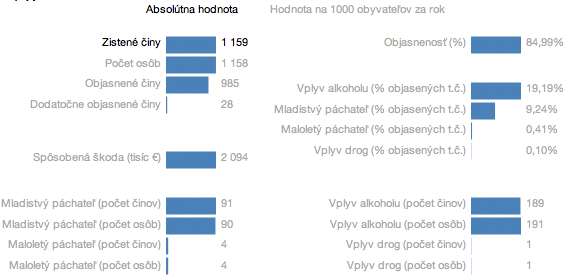 Absolútna hodnota Hodnota na 1000 obyvateľov za rok
Zistené činy 1 159 Objasnenosť (%) 84,99%
Počet osôb 1 158
Objasnené činy 985 Vplyv alkoholu (% objasených t.č.) 19,19%
Dodatočne objasnené činy 28 Mladistvý páchateľ (% objasených t.č.) 9,24%
Maloletý páchateľ (% objasených t.č.) 0,41%
Spôsobená škoda (tisíc €) 2 094 Vplyv drog (% objasených t.č.) 0,10%
Mladistvý páchateľ (počet činov) 91 Vplyv alkoholu (počet činov) 189
Mladistvý páchateľ (počet osôb) 90 Vplyv alkoholu (počet osôb) 191
Maloletý páchateľ (počet činov) 4 Vplyv drog (počet činov) 1
Maloletý páchateľ (počet osôb) 4 Vplyv drog (počet osôb) 1